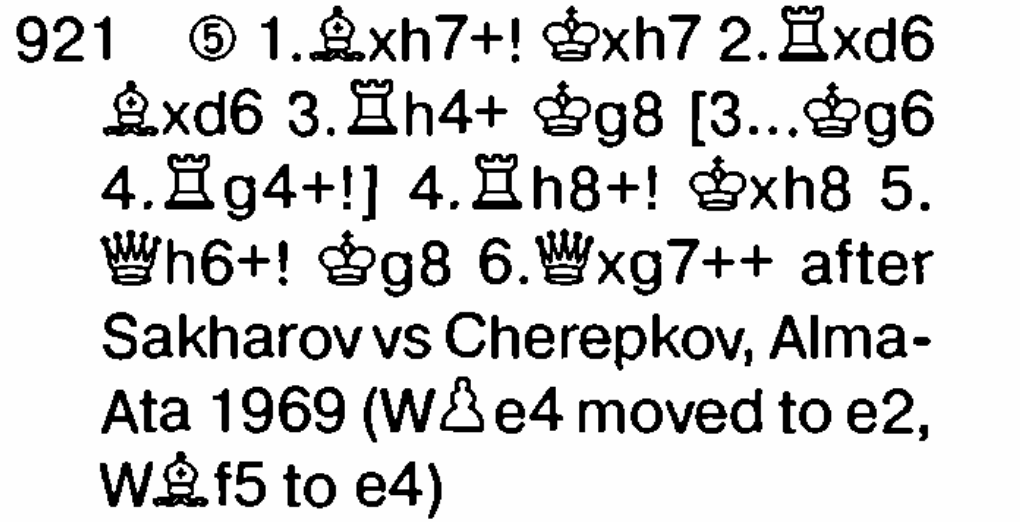 921 ⑤ 1.♗xh7+! ♔xh7 2.♖xd6
♗xd6 3.♖h4+ ♔g8 [3...♔g6
4.♖g4+!] 4.♖h8+! ♔xh8 5.
♕h6+! ♔g8 6.♕xg7++ after
Sakharov vs Cherepkov, Alma-
Ata 1969 (W♙e4 moved to e2,
W♗f5 to e4)